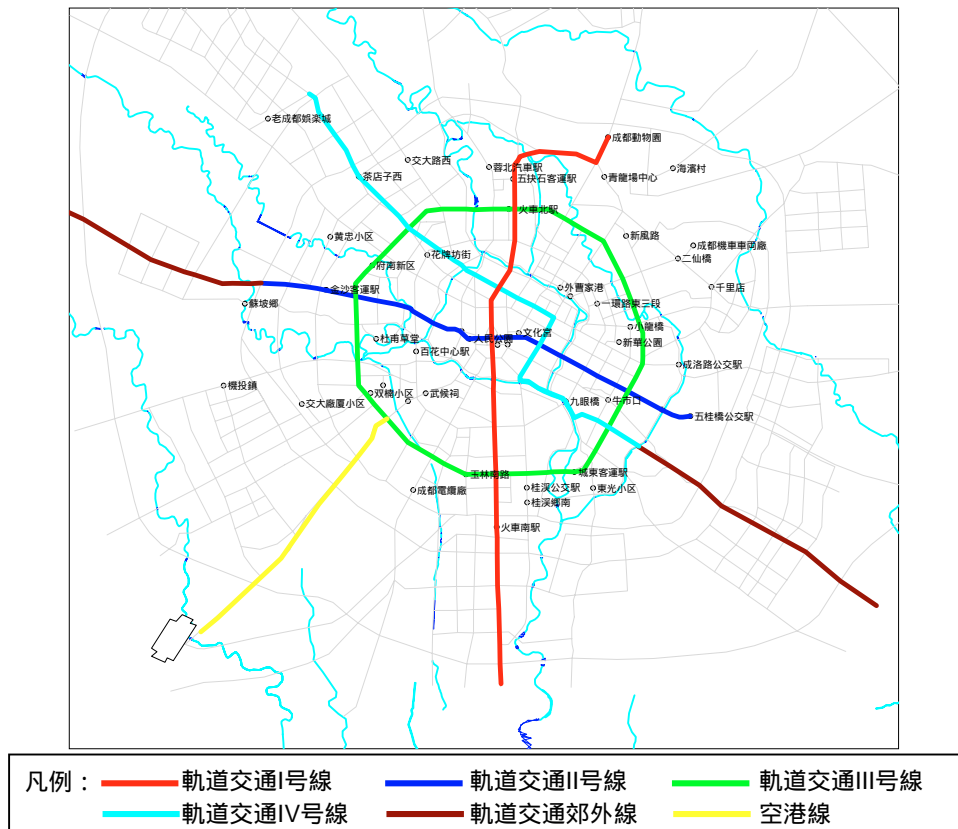 成都動物園
老成都娯楽城
交大路西
蓉北汽車駅
海濱村
茶店子西
五抉石客運駅
青龍場中心
火車北駅
黄忠小区
新風路
成都機車車両廠
花牌坊街
二仙橋
府南新区
金沙客運駅
外曹家港
千里店
蘇坡郷
一環路東三段
小龍橋
杜甫草堂
人民公園
文化宮
新華公園
百花中心駅
成洛路公交駅
機投鎮
双楠小区
武候祠
交大廠厦小区
九眼橋
牛市口
五桂橋公交駅
玉林南路
城東客運駅
成都電纜廠
桂渓公交駅
東光小区
桂渓郷南
火車南駅
凡例：
軌道交通I号線
軌道交通II号線
軌道交通III号線
軌道交通IV号線
軌道交通郊外線
空港線